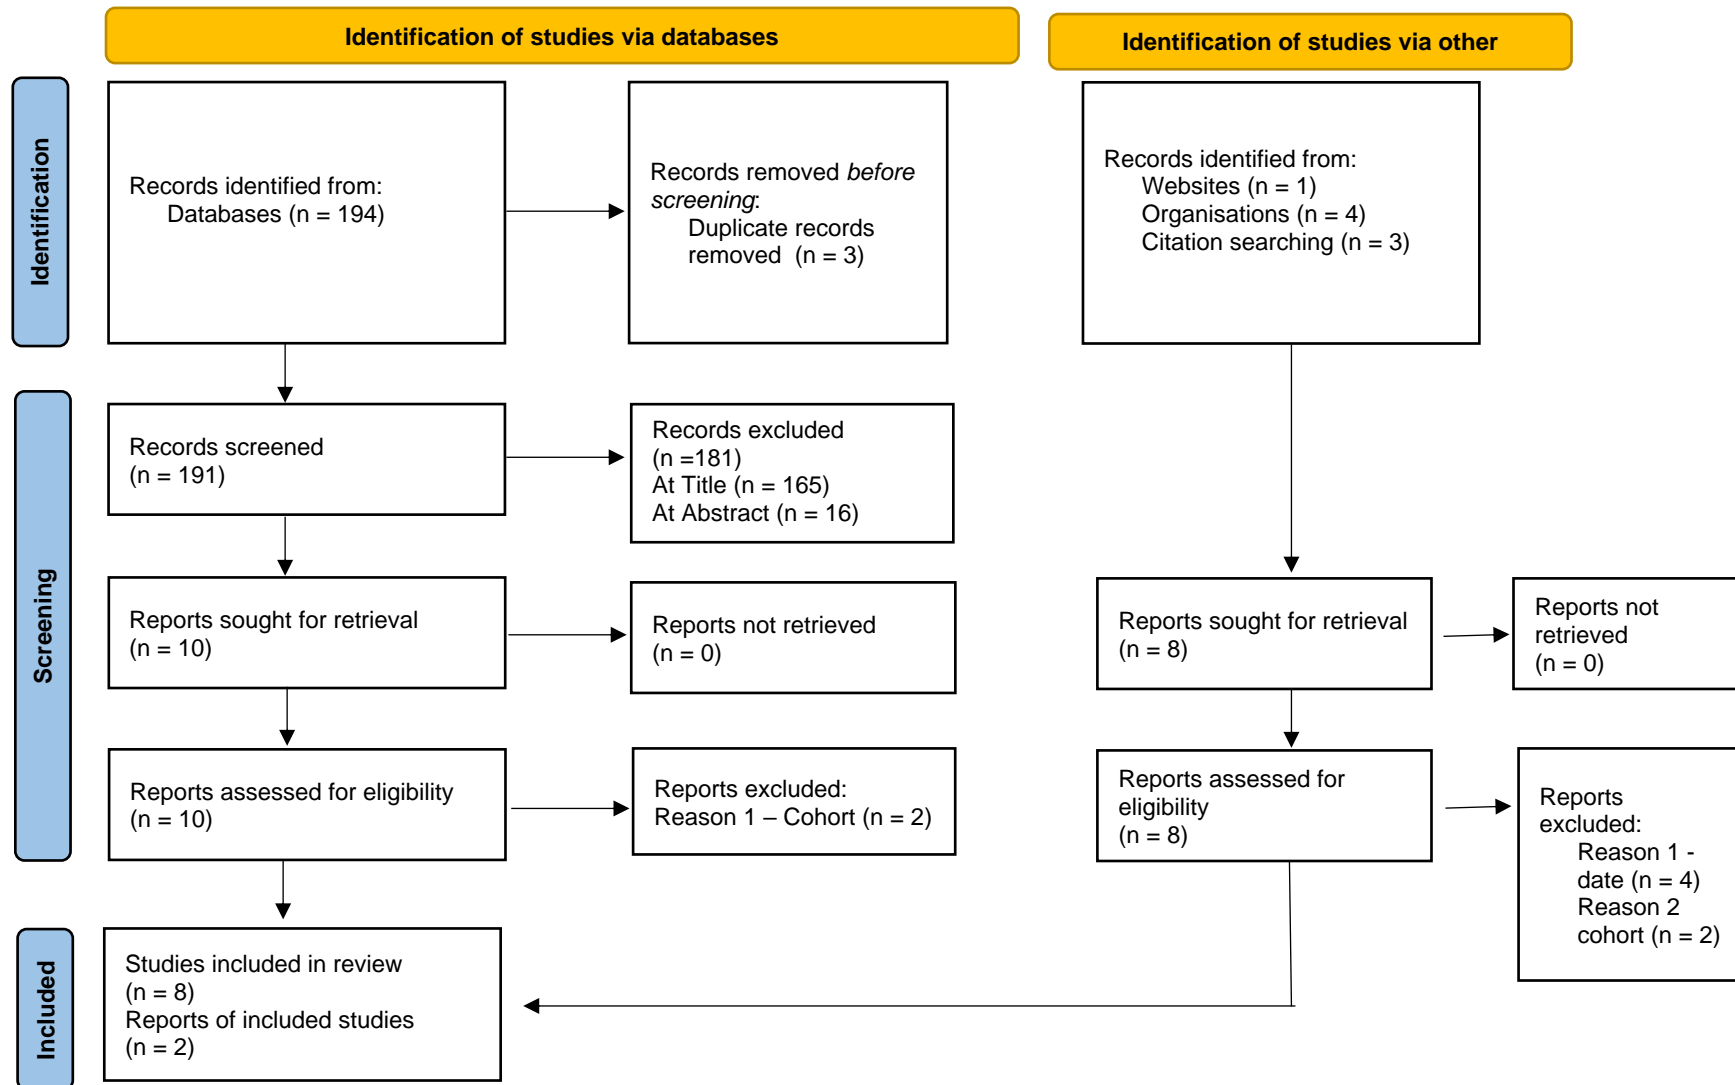 Identification of studies via databases
Identification of studies via other
Identification
Records identified from:
Databases (n = 194)
Records removed before
screening:
Duplicate records
removed  (n = 3)
Records identified from:
Websites (n = 1)
Organisations (n = 4)
Citation searching (n = 3)
Screening
Records screened
(n = 191)
Records excluded
(n =181)
At Title (n = 165)
At Abstract (n = 16)
Reports sought for retrieval
(n = 10)
Reports not retrieved
(n = 0)
Reports sought for retrieval
(n = 8)
Reports not
retrieved
(n = 0)
Reports assessed for eligibility
(n = 10)
Reports excluded:
Reason 1 – Cohort (n = 2)
Reports assessed for
eligibility
(n = 8)
Reports
excluded:
Reason 1 -
date (n = 4)
Reason 2
cohort (n = 2)
Included
Studies included in review
(n = 8)
Reports of included studies
(n = 2)